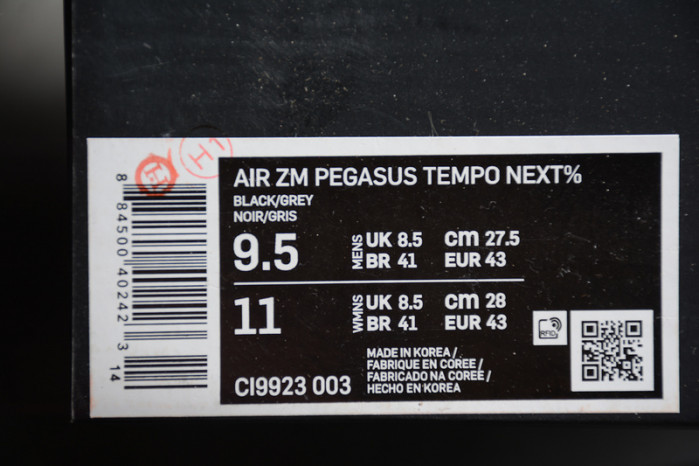 H1
AIR ZM PEGASUS TEMPO NEXT%
BLACK/GREY
NOIR/GRIS
9.5
MENS
UK 8.5 cm 27.5
BR 41 EUR 43
11
WMNS
UK 8.5 cm 28
BR 41 EUR 43
MADE IN KOREA /
FABRIQUE EN COREE /
FABRICADO NA COREE /
HECHO EN KOREA
CI9923 003
RFID
8 84500 40242 3
14